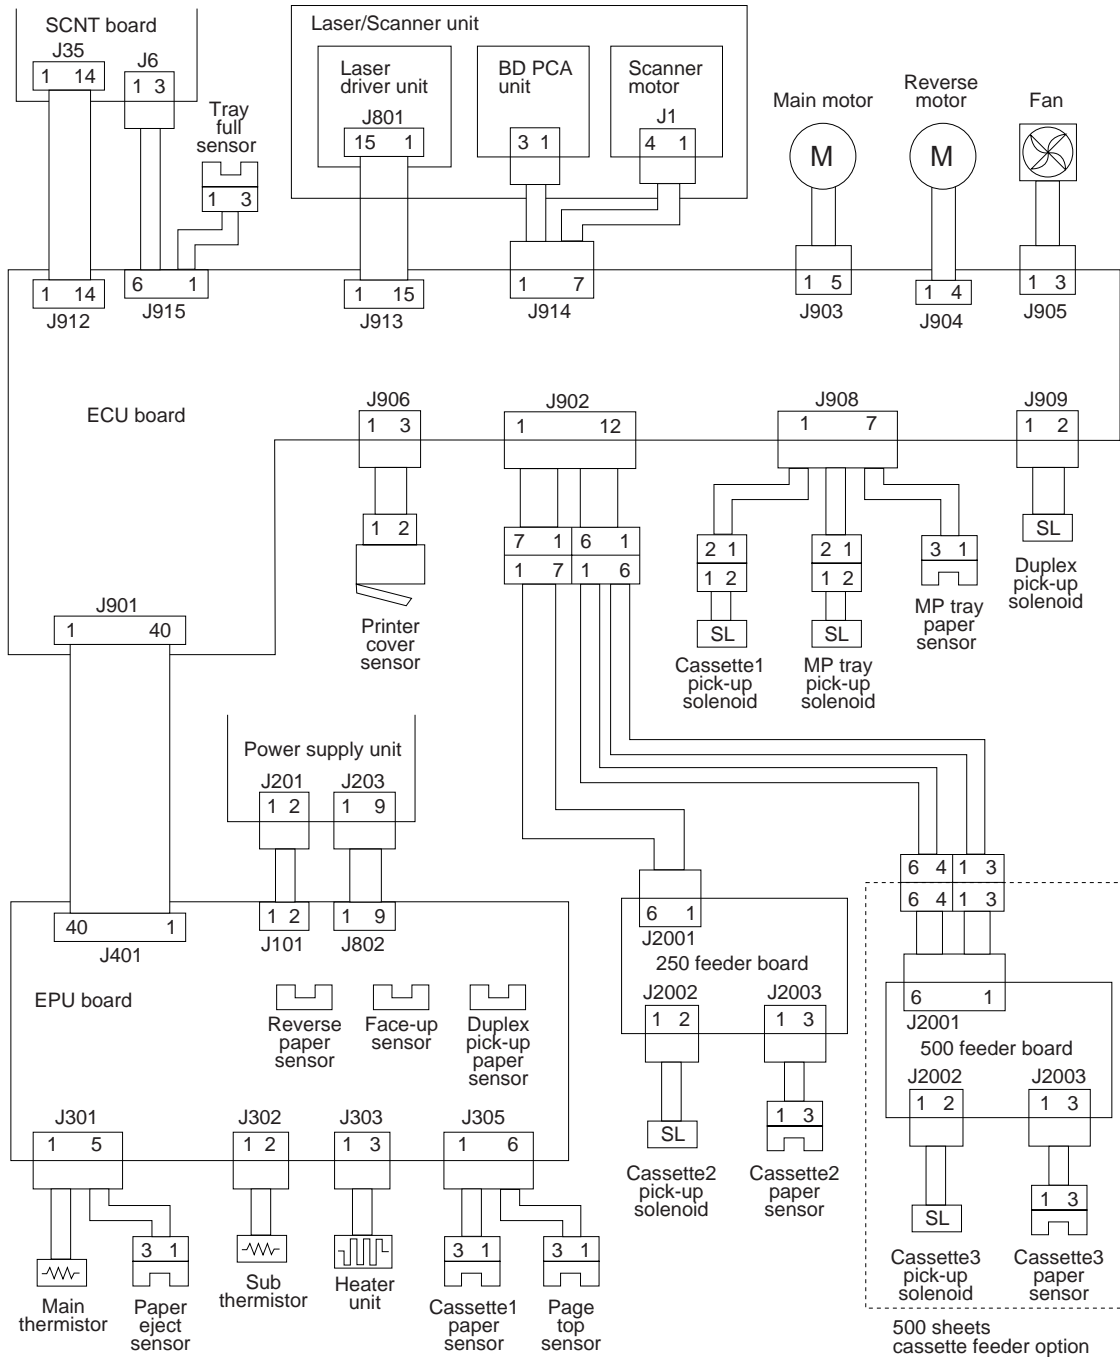 SCNT board
J35
1 14
J6
1 3
Tray
full
sensor
1 3
Laser/Scanner unit
Laser
driver unit
J801
15 1
BD PCA
unit
3 1
Scanner
motor
J1
4 1
Main motor
M
Reverse
motor
M
Fan
1 14
J912
6 1
J915
1 15
J913
1 7
J914
1 5
J903
1 4
J904
1 3
J905
ECU board
J906
1 3
1 2
Printer
cover
sensor
J902
1 12
7 1 6 1
1 7 1 6
J908
1 7
2 1
1 2
SL
Cassette1
pick-up
solenoid
2 1
1 2
SL
MP tray
pick-up
solenoid
3 1
MP tray
paper
sensor
J909
1 2
SL
Duplex
pick-up
solenoid
J901
1 40
Power supply unit
J201
1 2
J203
1 9
40 1
J401
1 2
J101
1 9
J802
EPU board
Reverse
paper
sensor
Face-up
sensor
Duplex
pick-up
paper
sensor
J301
1 5
J302
1 2
J303
1 3
J305
1 6
Main
thermistor
3 1
Paper
eject
sensor
Sub
thermistor
Heater
unit
3 1
Cassette1
paper
sensor
3 1
Page
top
sensor
6 1
J2001
250 feeder board
J2002
1 2
J2003
1 3
SL
Cassette2
pick-up
solenoid
1 3
Cassette2
paper
sensor
6 4 1 3
6 4 1 3
6 1
J2001
500 feeder board
J2002
1 2
J2003
1 3
SL
Cassette3
pick-up
solenoid
1 3
Cassette3
paper
sensor
500 sheets
cassette feeder option